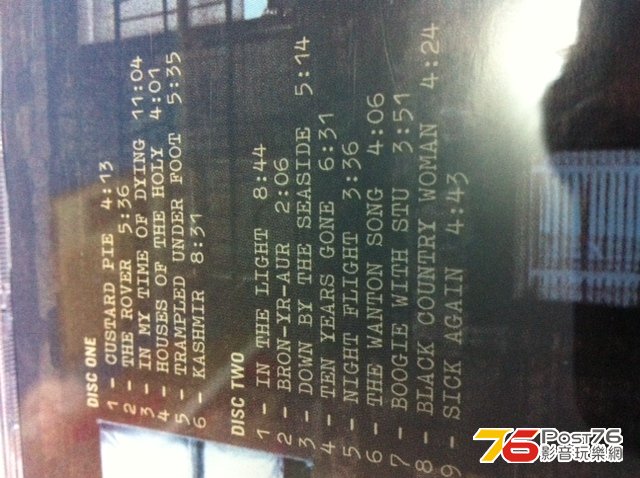 DISC ONE
1 - CUSTARD PIE 4:13
2 - THE ROVER 5:36
3 - IN MY TIME OF DYING 11:04
4 - HOUSES OF THE HOLY 4:01
5 - TRAMPLED UNDER FOOT 5:35
6 - KASHMIR 8:31
DISC TWO
1 - IN THE LIGHT 8:44
2 - BRON-YR-AUR 2:06
3 - DOWN BY THE SEASIDE 5:14
4 - TEN YEARS GONE 6:31
5 - NIGHT FLIGHT 3:36
6 - THE WANTON SONG 4:06
7 - BOOGIE WITH STU 3:51
8 - BLACK COUNTRY WOMAN 4:24
9 - SICK AGAIN 4:43
76 Post76
影音玩樂網